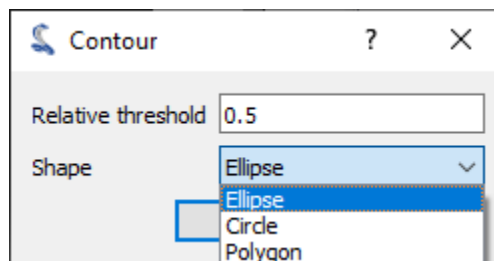 Contour ?
Relative threshold 0.5
Shape Ellipse
Ellipse
Circle
Polygon